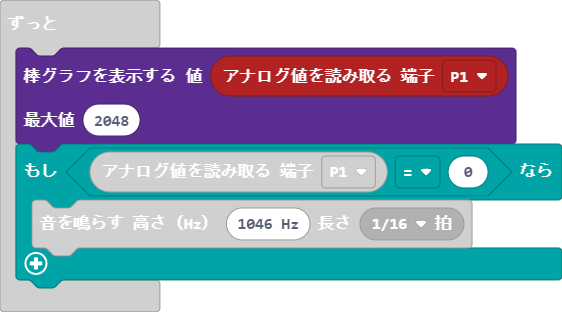 ずっと
棒グラフを表示する 値 アナログ値を読み取る 端子 P1
最大値 2048
もし アナログ値を読み取る 端子 P1 = 0 なら
音を鳴らす 高さ (Hz) 1046 Hz 長さ 1/16 拍